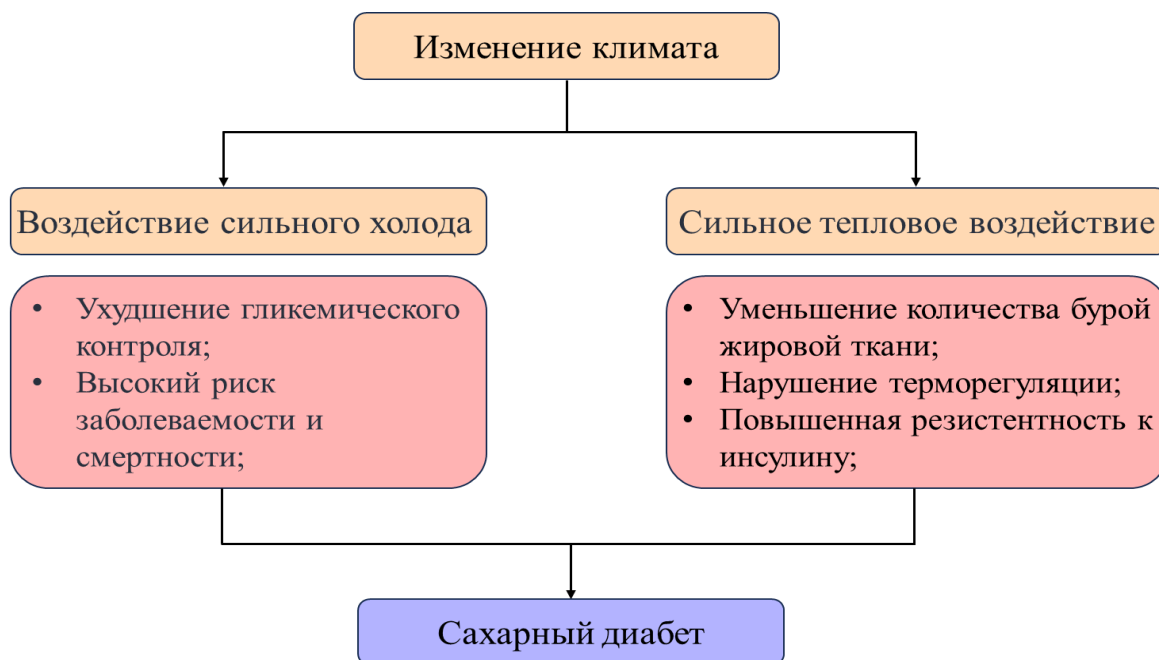 Изменение климата
Воздействие сильного холода
• Ухудшение гликемического
контроля;
• Высокий риск
заболеваемости и
смертности;
Сильное тепловое воздействие
• Уменьшение количества бурой
жировой ткани;
• Нарушение терморегуляции;
• Повышенная резистентность к
инсулину;
Сахарный диабет